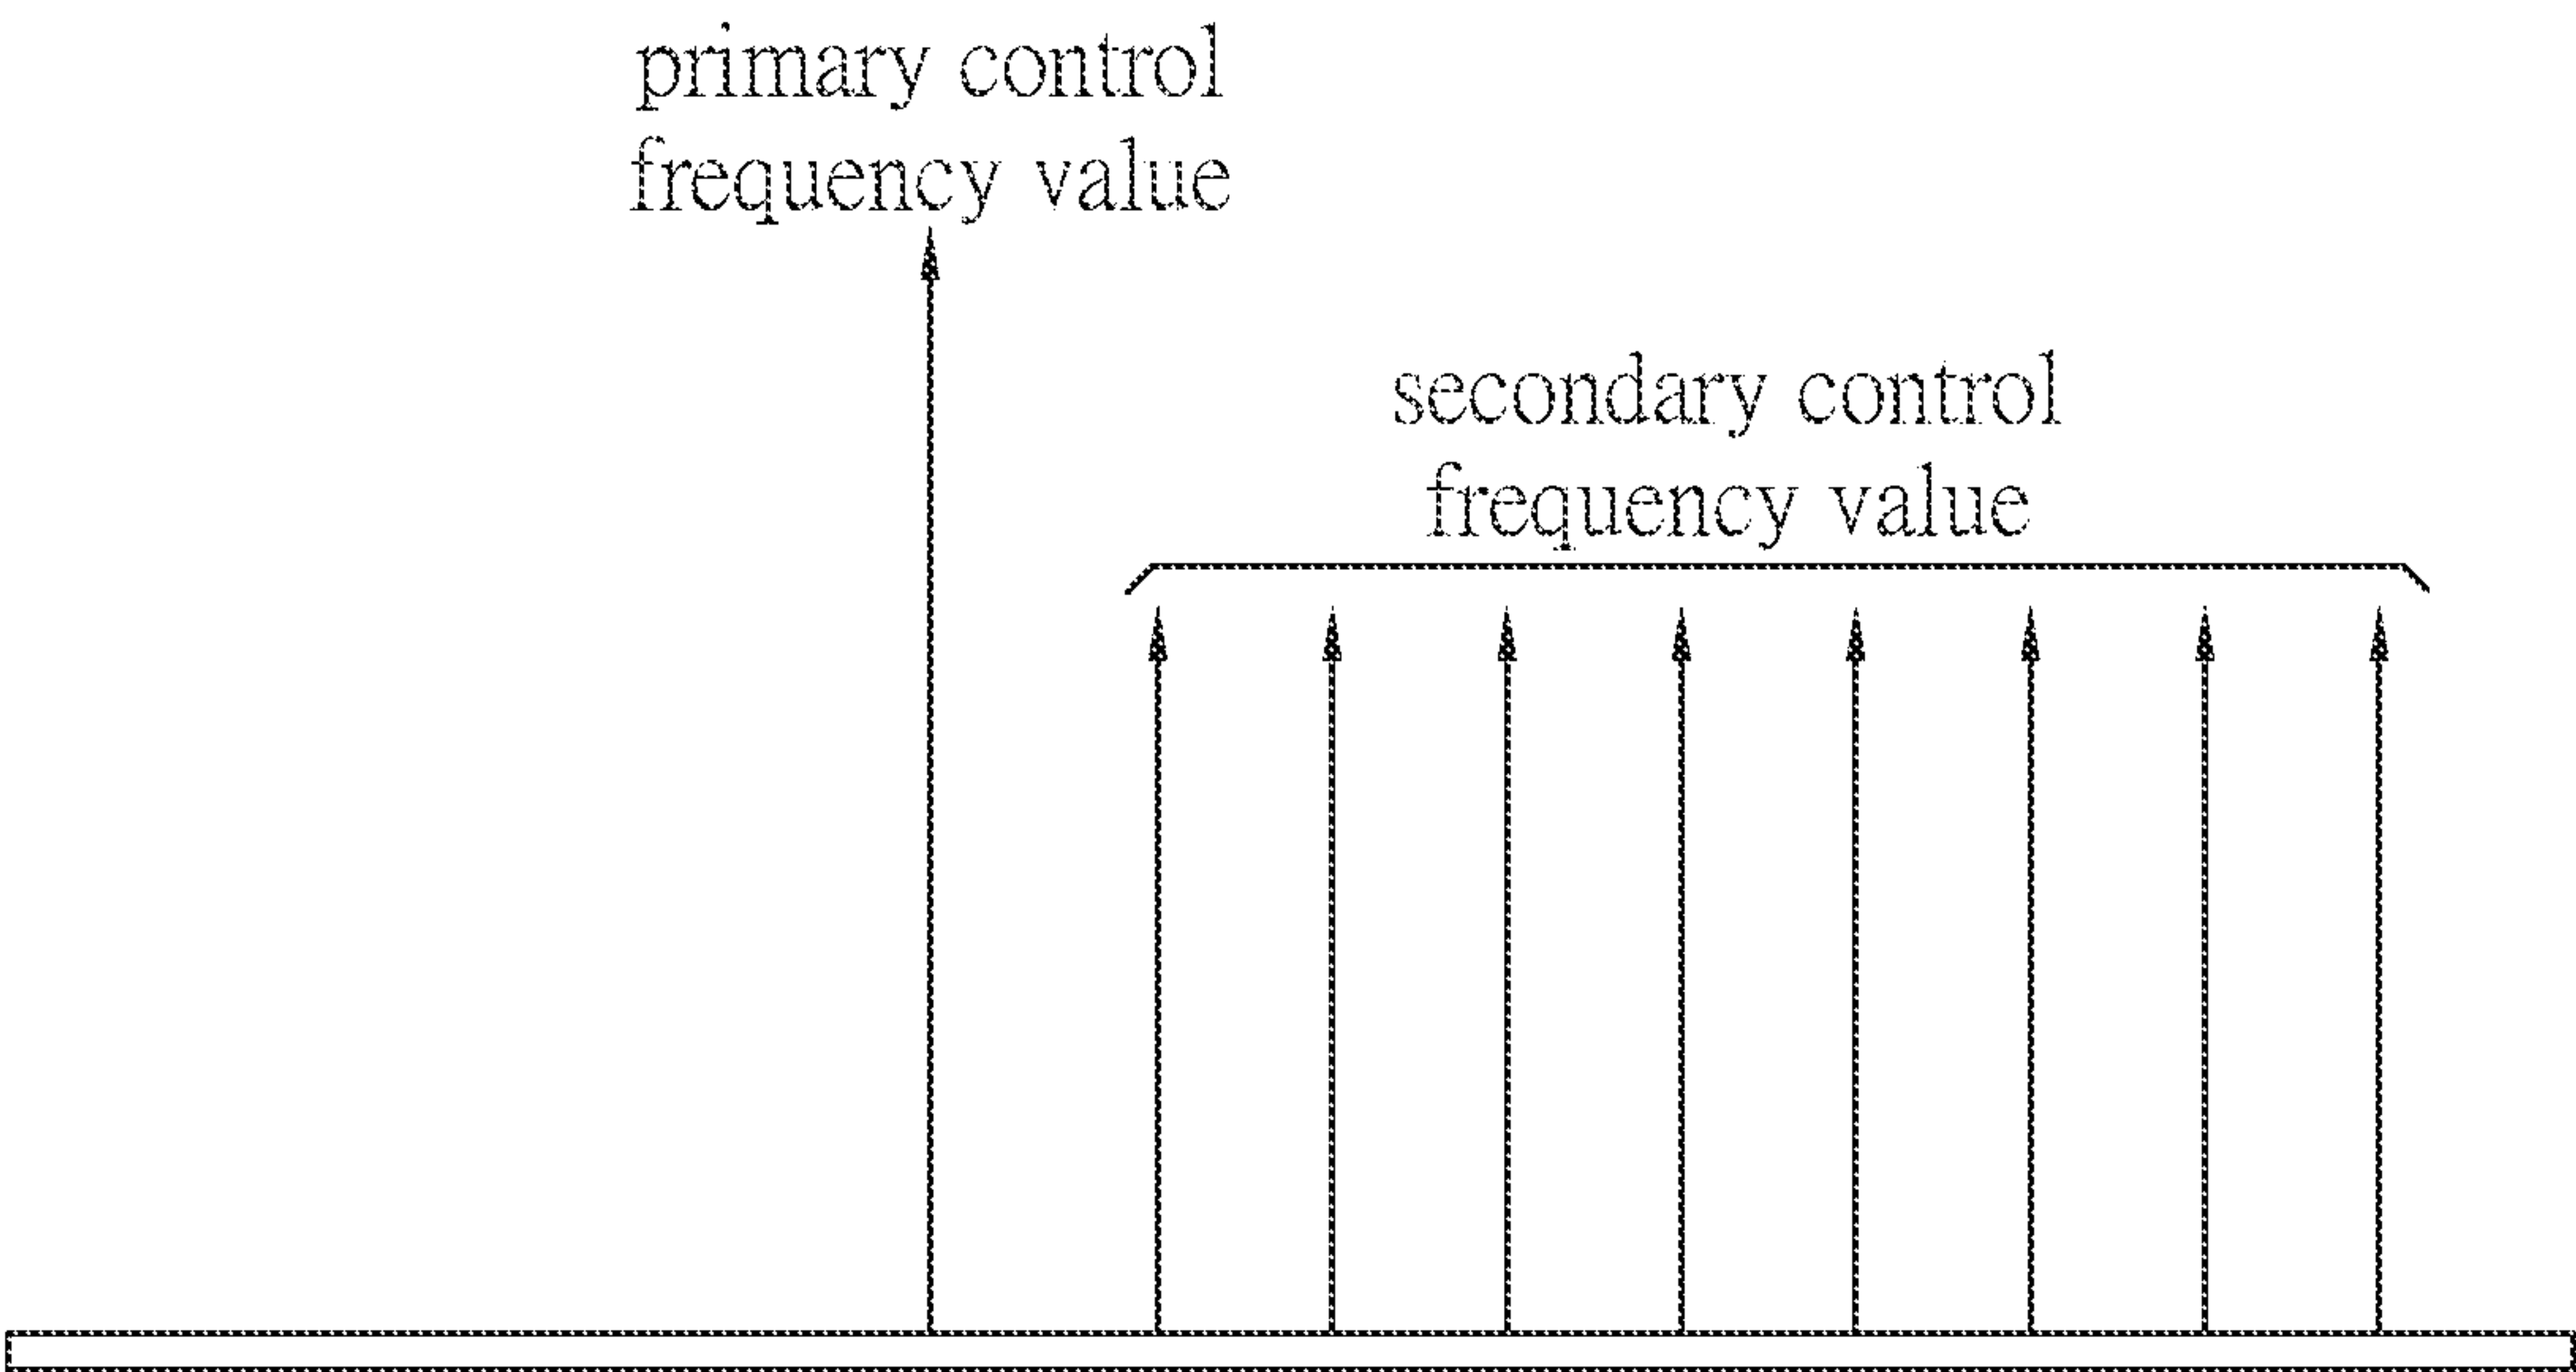 primary control
frequency value
secondary control
frequency value